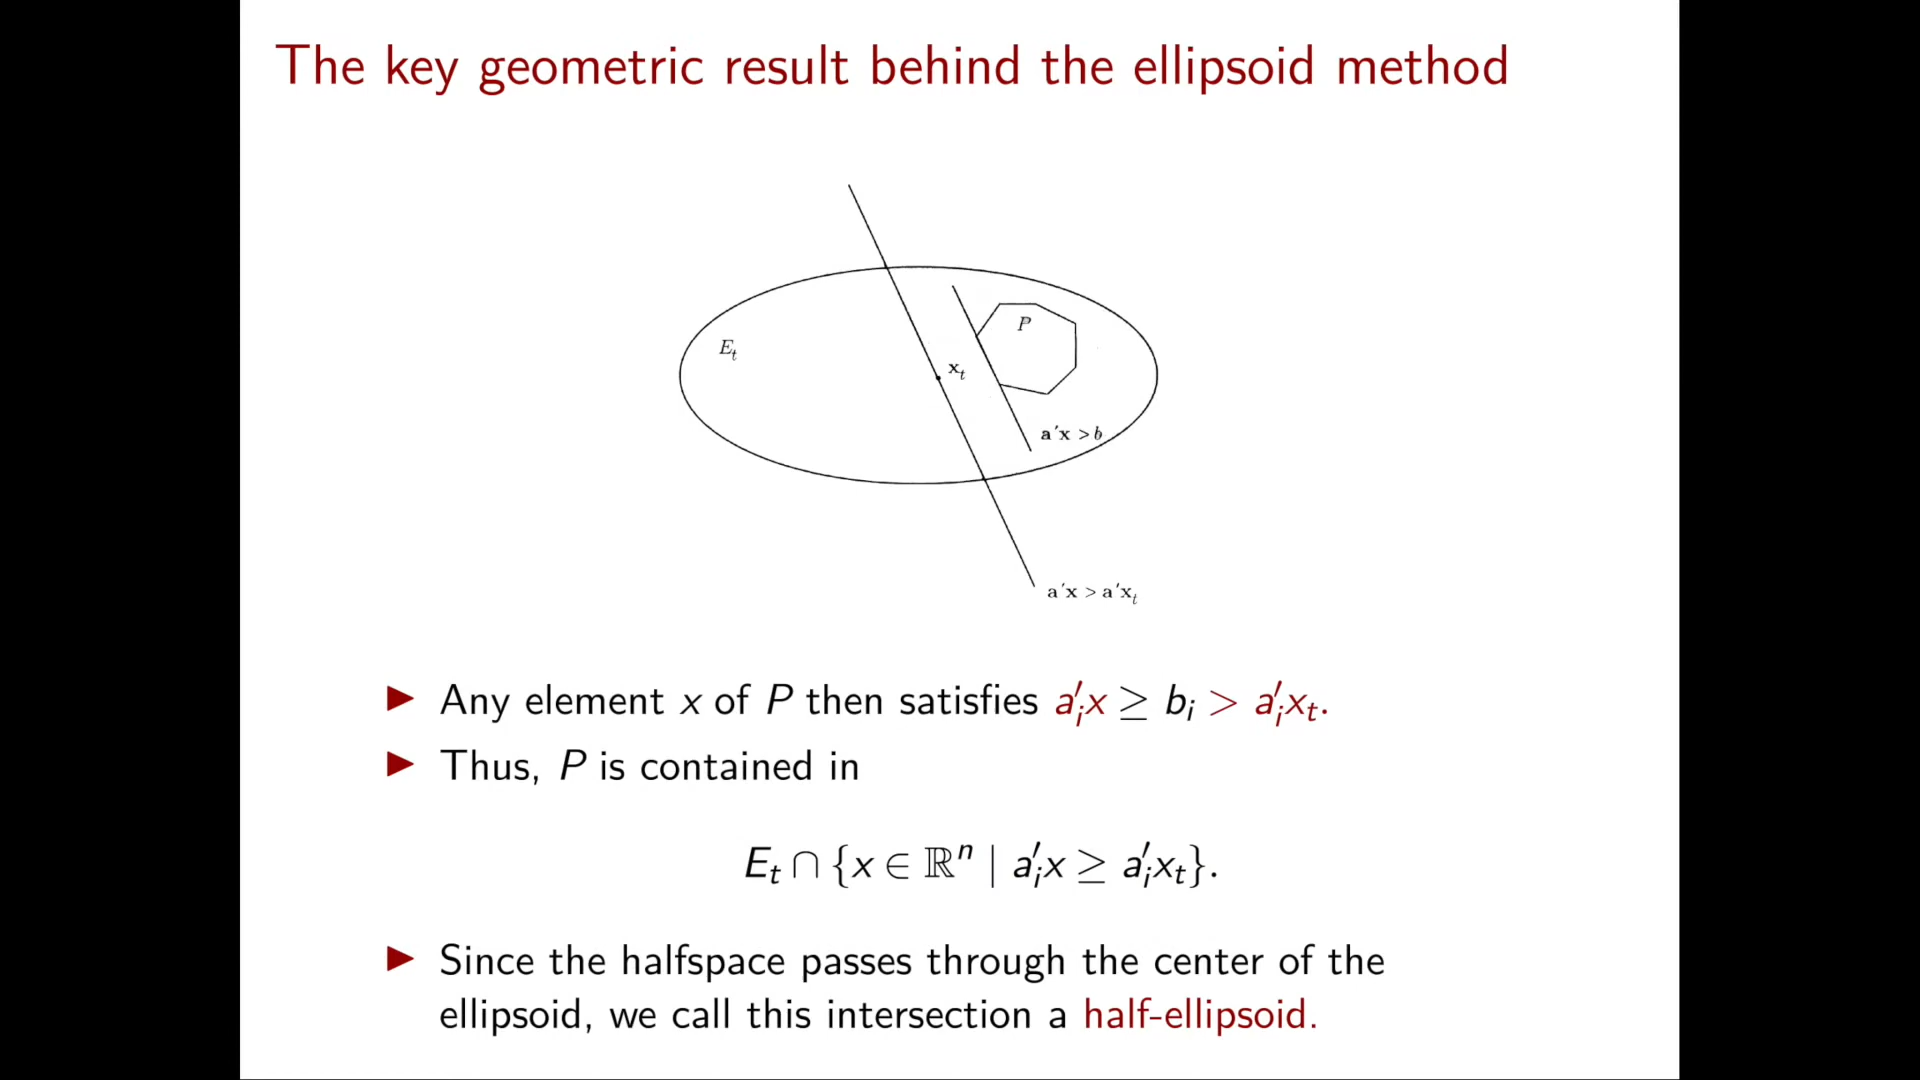 The key geometric result behind the ellipsoid method
P
E_t
x_t
a′x > b
a′x > a′x_t
▶ Any element x of P then satisfies a′_i x ≥ b_i > a′_i x_t.
▶ Thus, P is contained in
E_t ∩ {x ∈ ℝⁿ | a′_i x ≥ a′_i x_t}.
▶ Since the halfspace passes through the center of the
ellipsoid, we call this intersection a half-ellipsoid.